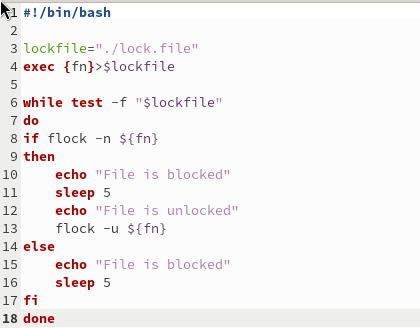 1 #!/bin/bash
2
3 lockfile="./lock.file"
4 exec {fn}>$lockfile
5
6 while test -f "$lockfile"
7 do
8 if flock -n ${fn}
9 then
10     echo "File is blocked"
11     sleep 5
12     echo "File is unlocked"
13     flock -u ${fn}
14 else
15     echo "File is blocked"
16     sleep 5
17 fi
18 done